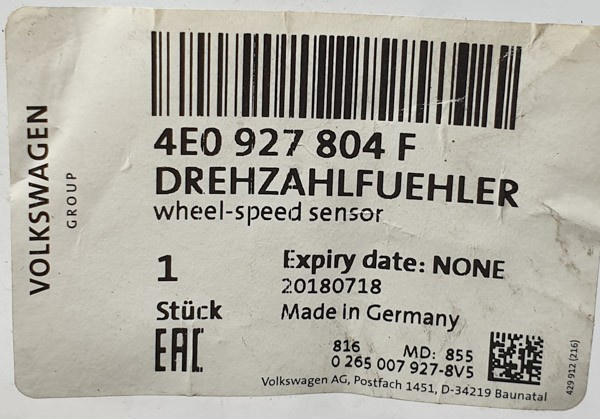 VOLKSWAGEN
GROUP
4E0 927 804 F
DREHZAHLFUEHLER
wheel-speed sensor
1
Stück
EAC
Expiry date: NONE
20180718
Made in Germany
816 MD: 855
0 265 007 927-8V5
Volkswagen AG, Postfach 1451, D-34219 Baunatal
429 912 (216)